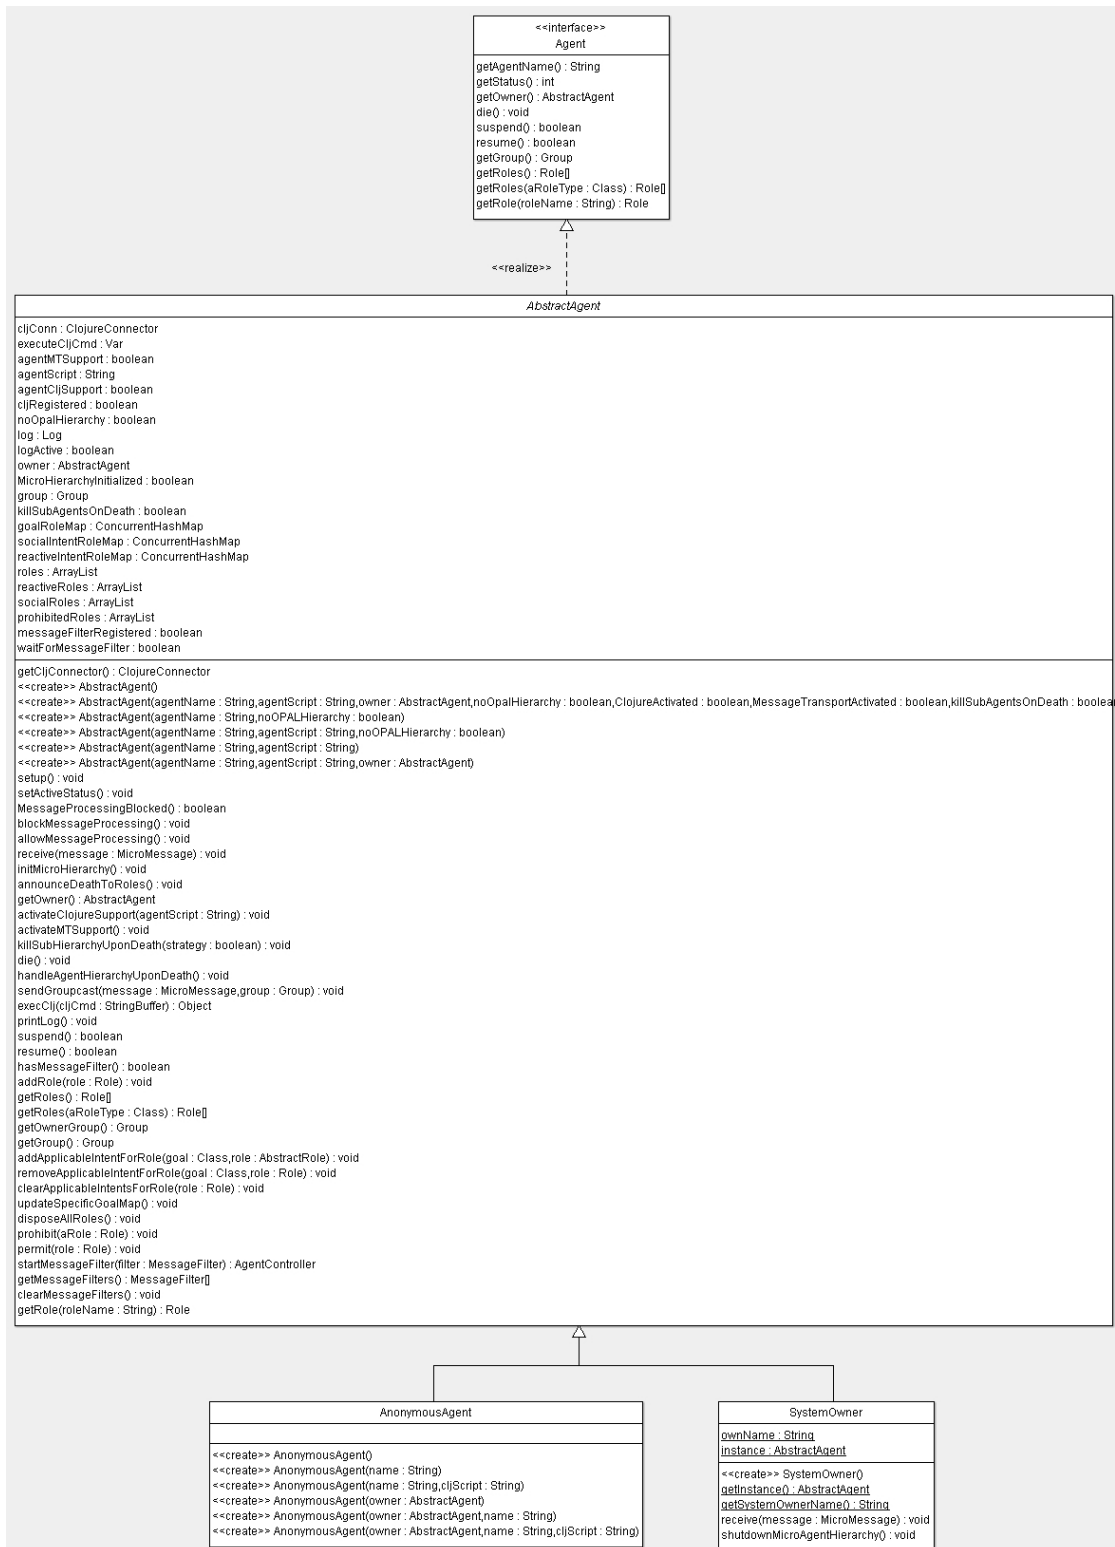 <<interface>>
Agent
getAgentName() : String
getStatus() : int
getOwner() : AbstractAgent
die() : void
suspend() : boolean
resume() : boolean
getGroup() : Group
getRoles() : Role[]
getRoles(aRoleType : Class) : Role[]
getRole(roleName : String) : Role
<<realize>>
AbstractAgent
cljConn : ClojureConnector
executeCljCmd : Var
agentMTSupport : boolean
agentScript : String
agentCljSupport : boolean
cljRegistered : boolean
noOpalHierarchy : boolean
log : Log
logActive : boolean
owner : AbstractAgent
MicroHierarchyInitialized : boolean
group : Group
killSubAgentsOnDeath : boolean
goalRoleMap : ConcurrentHashMap
socialIntentRoleMap : ConcurrentHashMap
reactiveIntentRoleMap : ConcurrentHashMap
roles : ArrayList
reactiveRoles : ArrayList
socialRoles : ArrayList
prohibitedRoles : ArrayList
messageFilterRegistered : boolean
waitForMessageFilter : boolean
getCljConnector() : ClojureConnector
<<create>> AbstractAgent()
<<create>> AbstractAgent(agentName : String,agentScript : String,owner : AbstractAgent,noOpalHierarchy : boolean,ClojureActivated : boolean,MessageTransportActivated : boolean,killSubAgentsOnDeath : boolea
<<create>> AbstractAgent(agentName : String,noOPALHierarchy : boolean)
<<create>> AbstractAgent(agentName : String,agentScript : String,noOPALHierarchy : boolean)
<<create>> AbstractAgent(agentName : String,agentScript : String)
<<create>> AbstractAgent(agentName : String,agentScript : String,owner : AbstractAgent)
setup() : void
setActiveStatus() : void
MessageProcessingBlocked() : boolean
blockMessageProcessing() : void
allowMessageProcessing() : void
receive(message : MicroMessage) : void
initMicroHierarchy() : void
announceDeathToRoles() : void
getOwner() : AbstractAgent
activateClojureSupport(agentScript : String) : void
activateMTSupport() : void
killSubHierarchyUponDeath(strategy : boolean) : void
die() : void
handleAgentHierarchyUponDeath() : void
sendGroupcast(message : MicroMessage,group : Group) : void
execClj(cljCmd : StringBuffer) : Object
printLog() : void
suspend() : boolean
resume() : boolean
hasMessageFilter() : boolean
addRole(role : Role) : void
getRoles() : Role[]
getRoles(aRoleType : Class) : Role[]
getOwnerGroup() : Group
getGroup() : Group
addApplicableIntentForRole(goal : Class,role : AbstractRole) : void
removeApplicableIntentForRole(goal : Class,role : Role) : void
clearApplicableIntentsForRole(role : Role) : void
updateSpecificGoalMap() : void
disposeAllRoles() : void
prohibit(aRole : Role) : void
permit(role : Role) : void
startMessageFilter(filter : MessageFilter) : AgentController
getMessageFilters() : MessageFilter[]
clearMessageFilters() : void
getRole(roleName : String) : Role
AnonymousAgent
<<create>> AnonymousAgent()
<<create>> AnonymousAgent(name : String)
<<create>> AnonymousAgent(name : String,cljScript : String)
<<create>> AnonymousAgent(owner : AbstractAgent)
<<create>> AnonymousAgent(owner : AbstractAgent,name : String)
<<create>> AnonymousAgent(owner : AbstractAgent,name : String,cljScript : String)
SystemOwner
ownName : String
instance : AbstractAgent
<<create>> SystemOwner()
getInstance() : AbstractAgent
getSystemOwnerName() : String
receive(message : MicroMessage) : void
shutdownMicroAgentHierarchy() : void